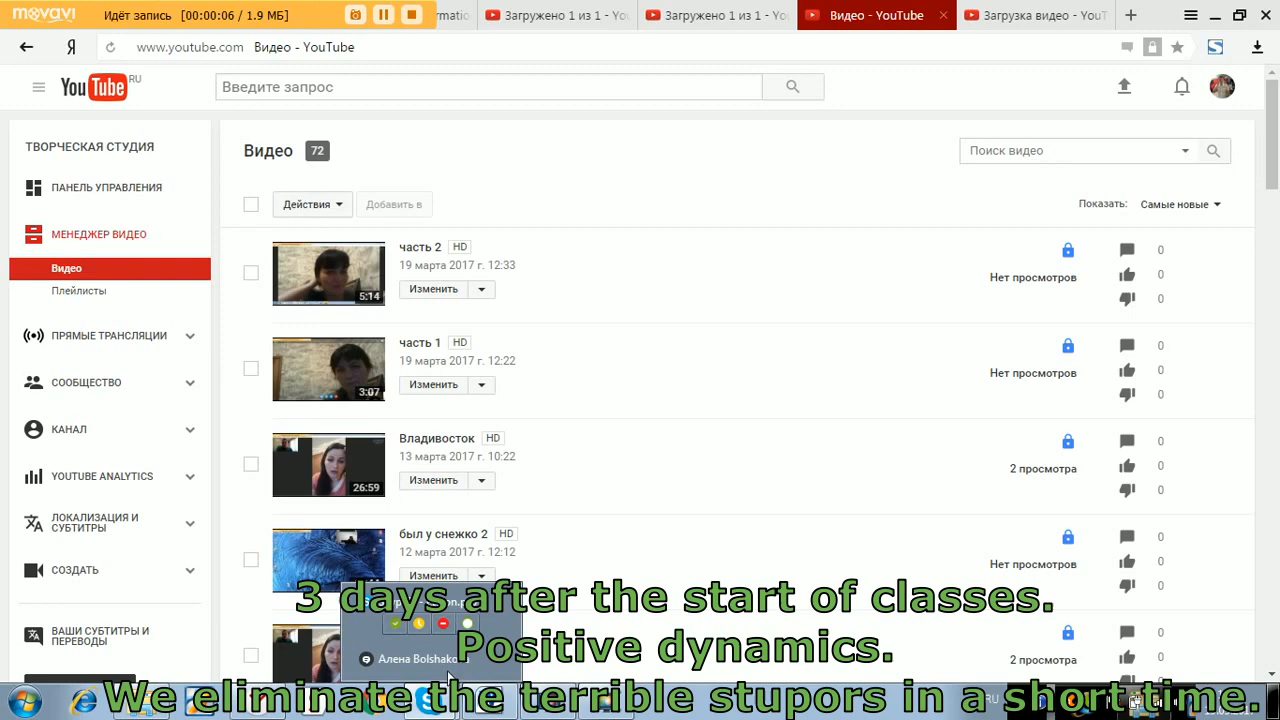 movavi
Идёт запись | (00:00:06 / 1.9 MB)
Загружено 1 из 1 - You
Загружено 1 из 1 - You
Видео - YouTube
Загрузка видео - YouT
Я
www.youtube.com Видео - YouTube
YouTube RU
Введите запрос
ТВОРЧЕСКАЯ СТУДИЯ
ПАНЕЛЬ УПРАВЛЕНИЯ
МЕНЕДЖЕР ВИДЕО
Видео
Плейлисты
ПРЯМЫЕ ТРАНСЛЯЦИИ
СООБЩЕСТВО
КАНАЛ
YOUTUBE ANALYTICS
ЛОКАЛИЗАЦИЯ И
СУБТИТРЫ
СОЗДАТЬ
ВАШИ СУБТИТРЫ И
ПЕРЕВОДЫ
Видео 72
Поиск видео
Действия
Добавить в
Показать: Самые новые
часть 2 HD
19 марта 2017 г. 12:33
5:14
Изменить
Нет просмотров
0
0
0
часть 1 HD
19 марта 2017 г. 12:22
3:07
Изменить
Нет просмотров
0
0
0
Владивосток HD
13 марта 2017 г. 10:22
26:59
Изменить
2 просмотра
0
0
0
был у снежко 2 HD
12 марта 2017 г. 12:12
Изменить
Нет просмотров
0
0
0
2 просмотра
0
0
Алена Bolshako
RU
3 days after the start of classes.
Positive dynamics.
We eliminate the terrible stupors in a short time.